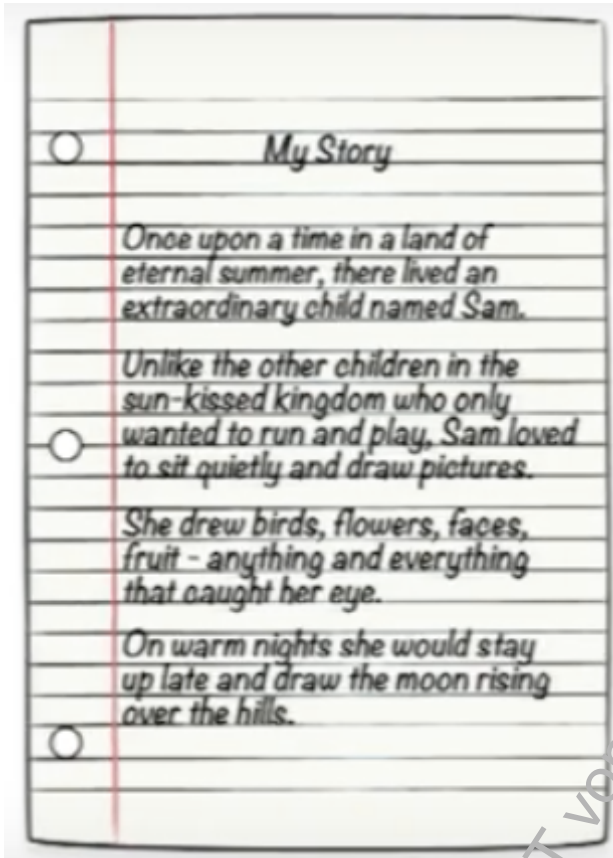 My Story
Once upon a time in a land of
eternal summer, there lived an
extraordinary child named Sam.
Unlike the other children in the
sun-kissed kingdom who only
wanted to run and play, Sam loved
to sit quietly and draw pictures.
She drew birds, flowers, faces,
fruit - anything and everything
that caught her eye.
On warm nights she would stay
up late and draw the moon rising
over the hills.